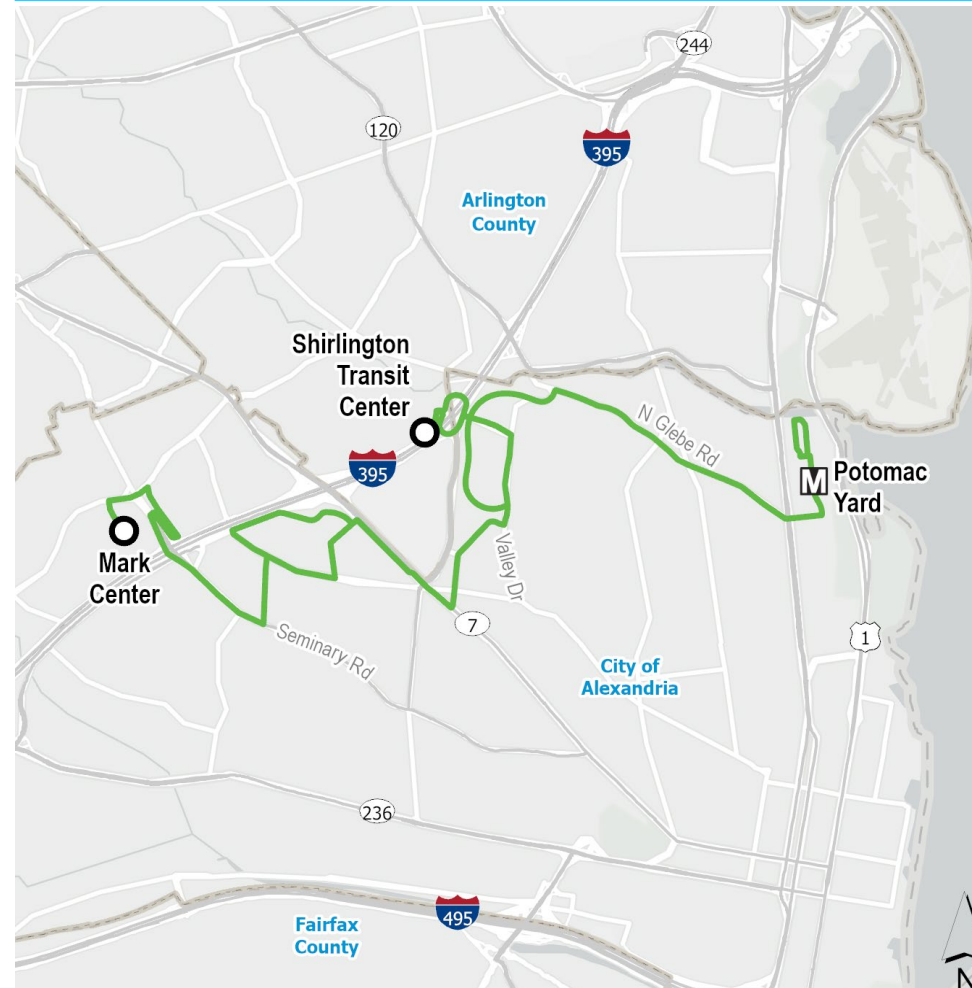 244
120
395
Arlington
County
Shirlington
Transit
Center
N Glebe Rd
395
M
Potomac
Yard
Mark
Center
Valley Dr
7
Seminary Rd
1
City of
Alexandria
236
495
Fairfax
County
N